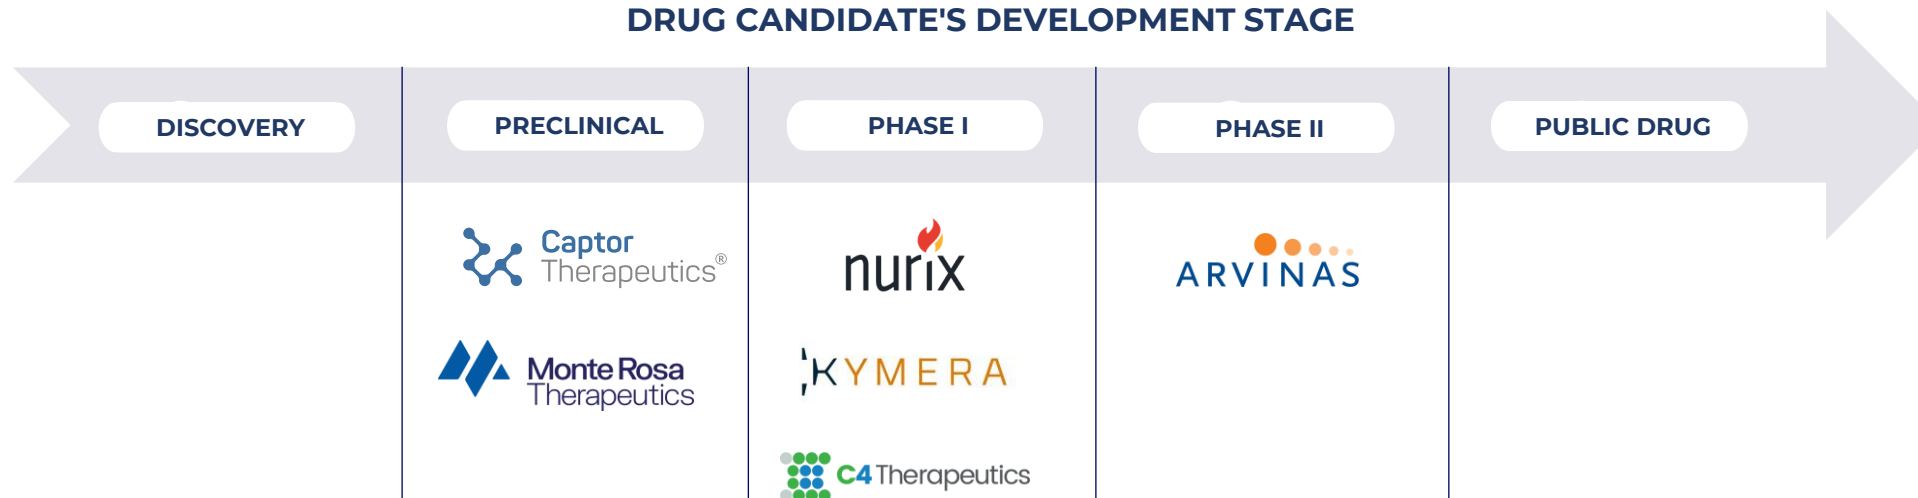 DRUG CANDIDATE'S DEVELOPMENT STAGE
DISCOVERY
PRECLINICAL
PHASE I
PHASE II
PUBLIC DRUG
Captor
Therapeutics®
nurix
ARVINAS
Monte Rosa
Therapeutics
KYMERA
C4 Therapeutics